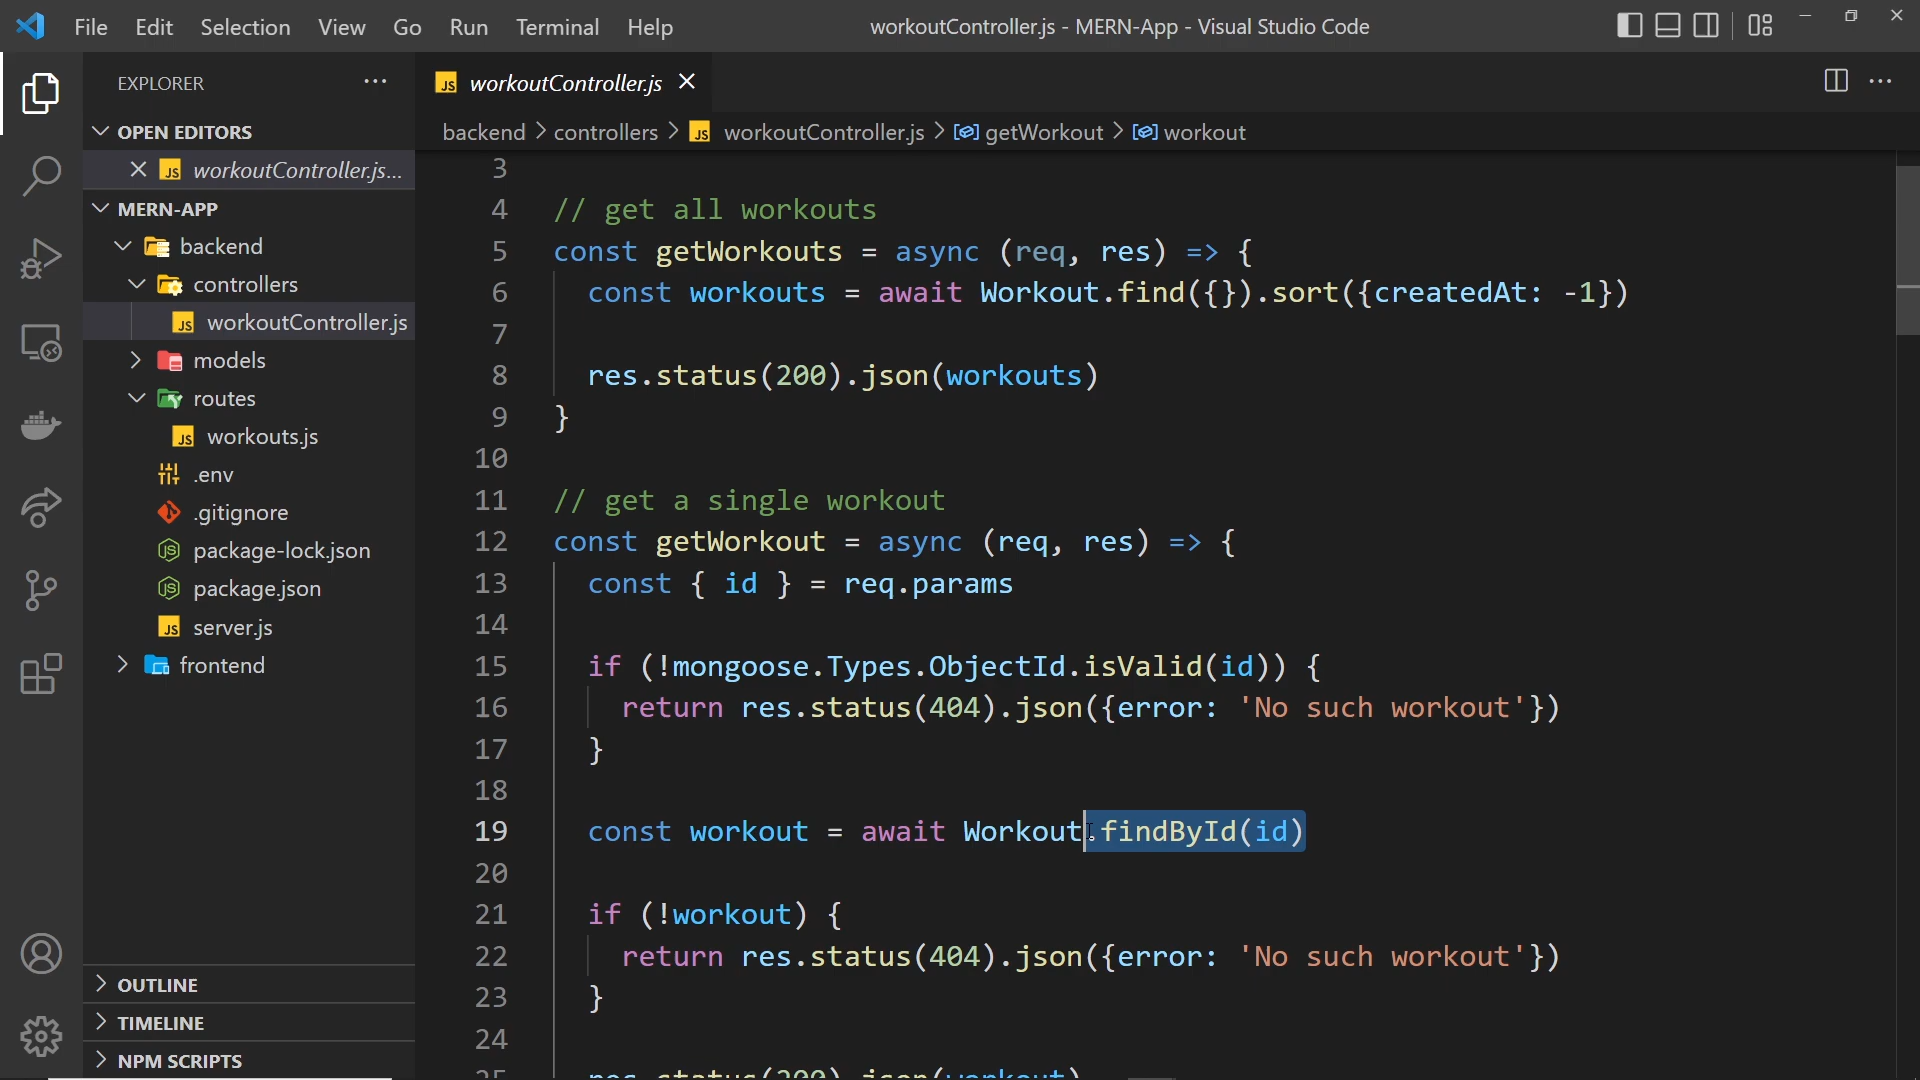 File Edit Selection View Go Run Terminal Help
workoutController.js - MERN-App - Visual Studio Code
EXPLORER
OPEN EDITORS
JS workoutController.js...
MERN-APP
backend
controllers
JS workoutController.js
models
routes
JS workouts.js
.env
.gitignore
package-lock.json
package.json
JS server.js
frontend
OUTLINE
TIMELINE
NPM SCRIPTS
JS workoutController.js
backend > controllers > JS workoutController.js > getWorkout > workout
3
4 // get all workouts
5 const getWorkouts = async (req, res) => {
6 const workouts = await Workout.find({}).sort({createdAt: -1})
7
8 res.status(200).json(workouts)
9 }
10
11 // get a single workout
12 const getWorkout = async (req, res) => {
13 const { id } = req.params
14
15 if (!mongoose.Types.ObjectId.isValid(id)) {
16 return res.status(404).json({error: 'No such workout'})
17 }
18
19 const workout = await Workout.findById(id)
20
21 if (!workout) {
22 return res.status(404).json({error: 'No such workout'})
23 }
24
25 res.status(200).json(workout)